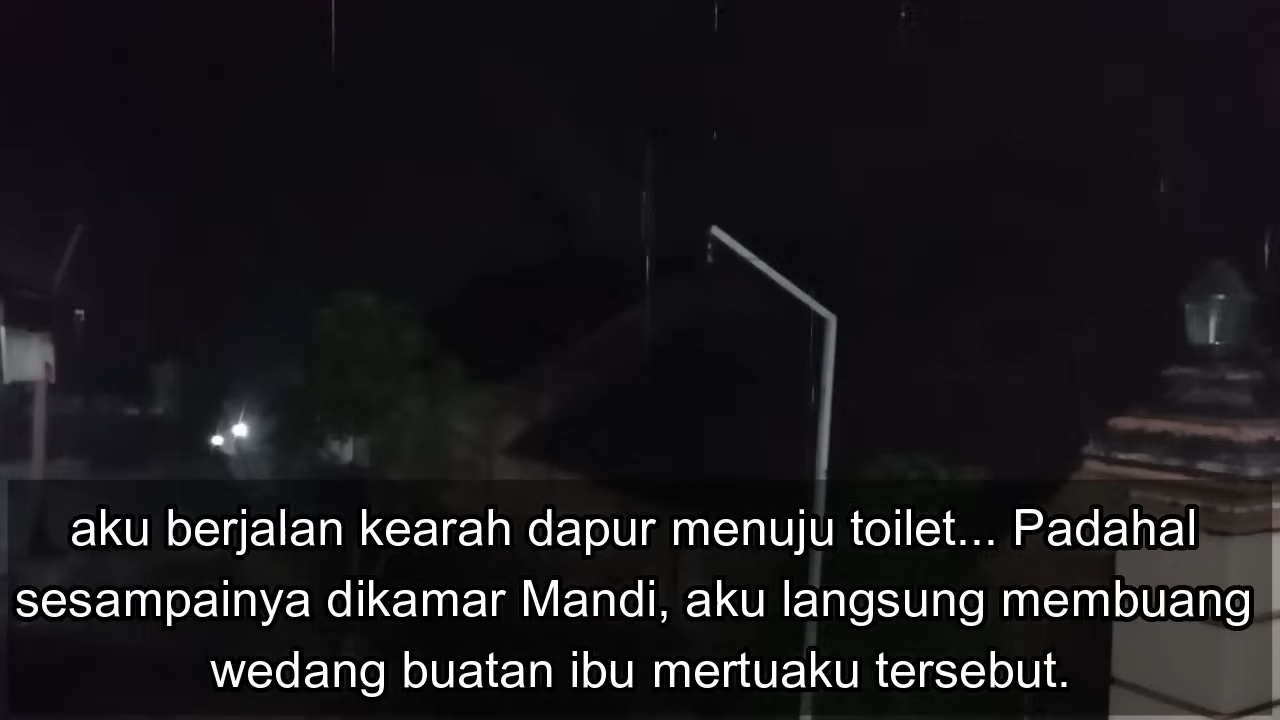 aku berjalan kearah dapur menuju toilet... Padahal
sesampainya dikamar Mandi, aku langsung membuang
wedang buatan ibu mertuaku tersebut.